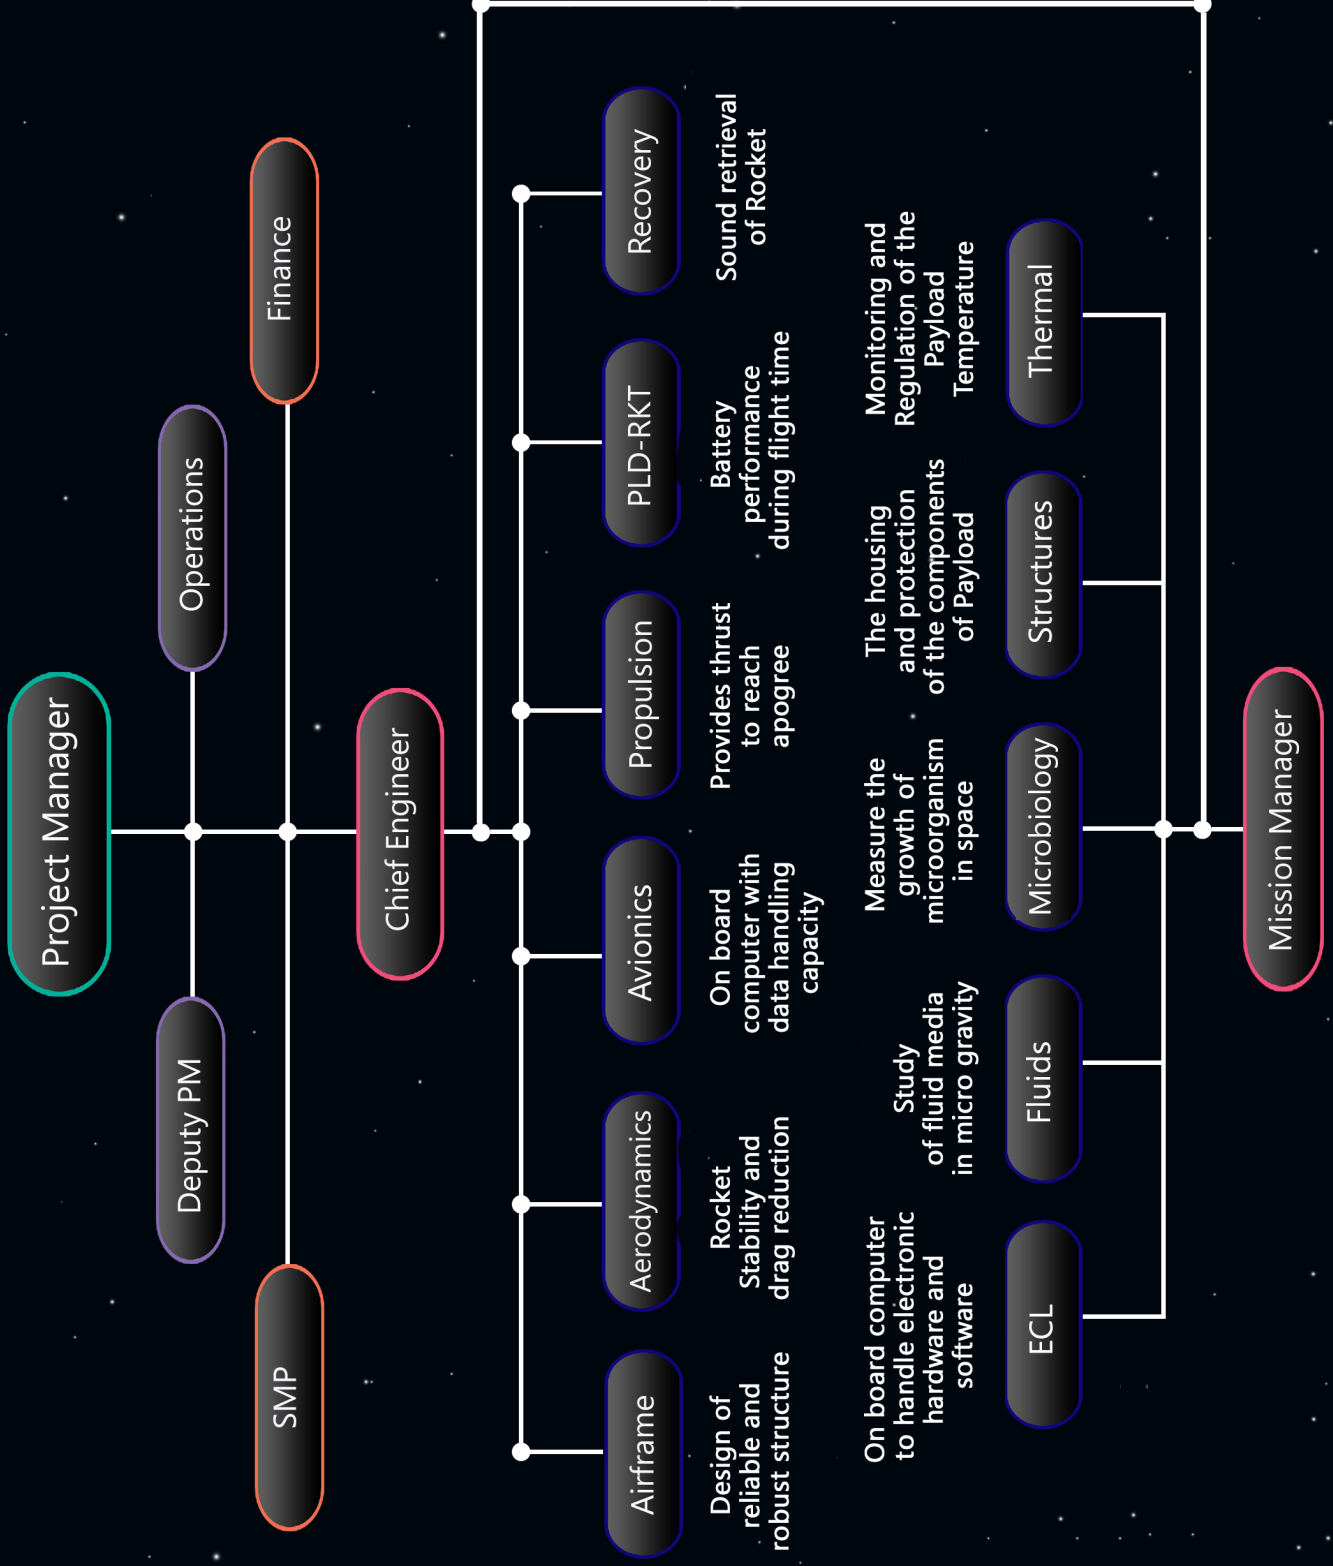 Project Manager
Deputy PM
Operations
SMP
Finance
Chief Engineer
Airframe
Aerodynamics
Avionics
Propulsion
PLD-RKT
Recovery
Design of
reliable and
robust structure
Rocket
Stability and
drag reduction
On board
computer with
data handling
capacity
Provides thrust
to reach
apogree
Battery
performance
during flight time
Sound retrieval
of Rocket
On board computer
to handle electronic
hardware and
software
Study
of fluid media
in micro gravity
Measure the
growth of
microorganism
in space
The housing
and protection
of the components
of Payload
Monitoring and
Regulation of the
Payload
Temperature
ECL
Fluids
Microbiology
Structures
Thermal
Mission Manager